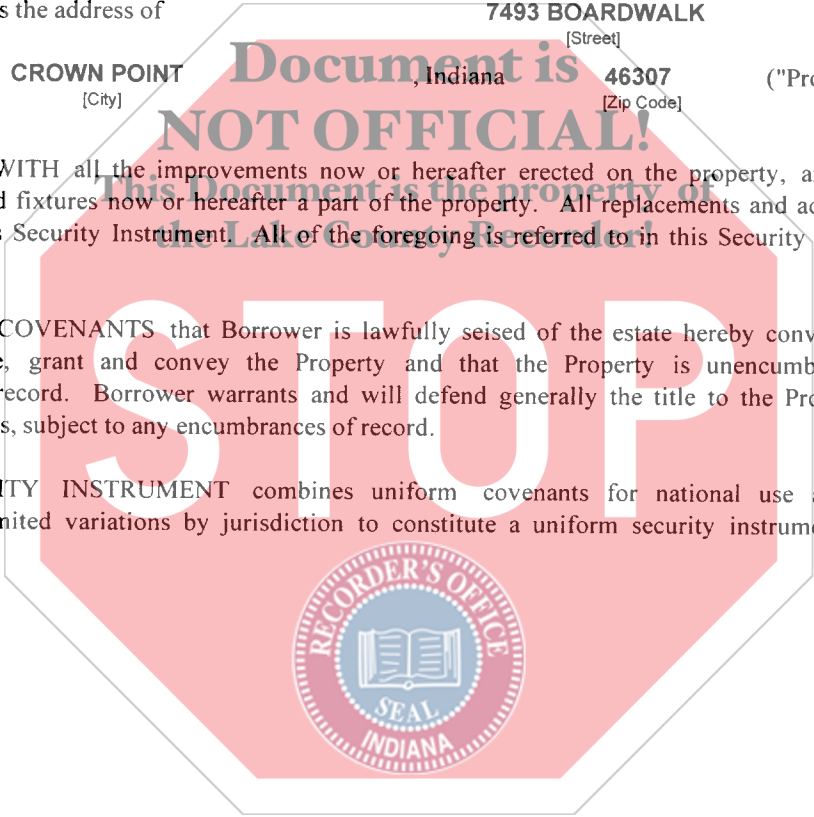 s the address of 7493 BOARDWALK
[Street]
CROWN POINT , Indiana 46307 ("Pro
[City] [Zip Code]
Document is
NOT OFFICIAL!
This Document is the property of
the Lake County Recorder!
WITH all the improvements now or hereafter erected on the property, a
d fixtures now or hereafter a part of the property. All replacements and ac
s Security Instrument. All of the foregoing is referred to in this Security
COVENANTS that Borrower is lawfully seised of the estate hereby conv
e, grant and convey the Property and that the Property is unencumb
record. Borrower warrants and will defend generally the title to the Pro
s, subject to any encumbrances of record.
ITY INSTRUMENT combines uniform covenants for national use a
mited variations by jurisdiction to constitute a uniform security instrume
STOP
RECORDER'S OFFICE
SEAL
INDIANA